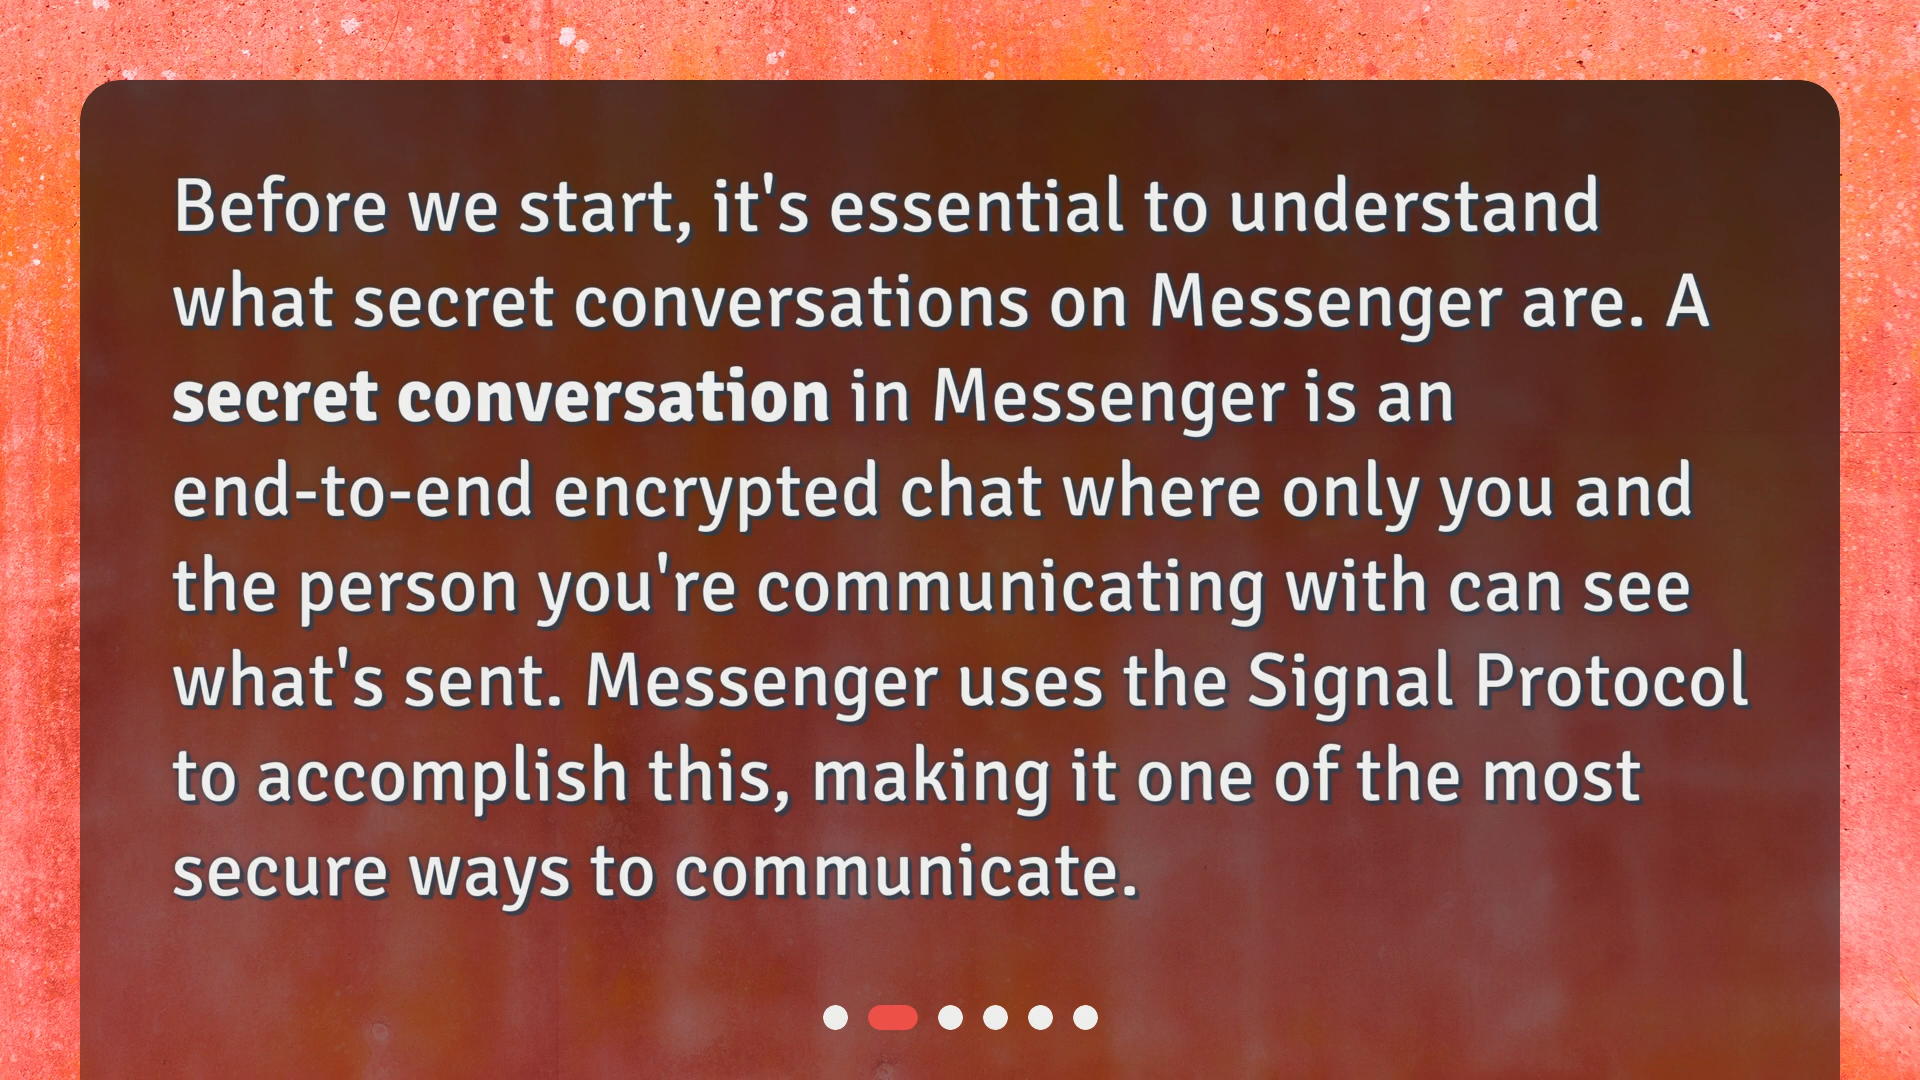 Before we start, it's essential to understand
what secret conversations on Messenger are. A
secret conversation in Messenger is an
end-to-end encrypted chat where only you and
the person you're communicating with can see
what's sent. Messenger uses the Signal Protocol
to accomplish this, making it one of the most
secure ways to communicate.